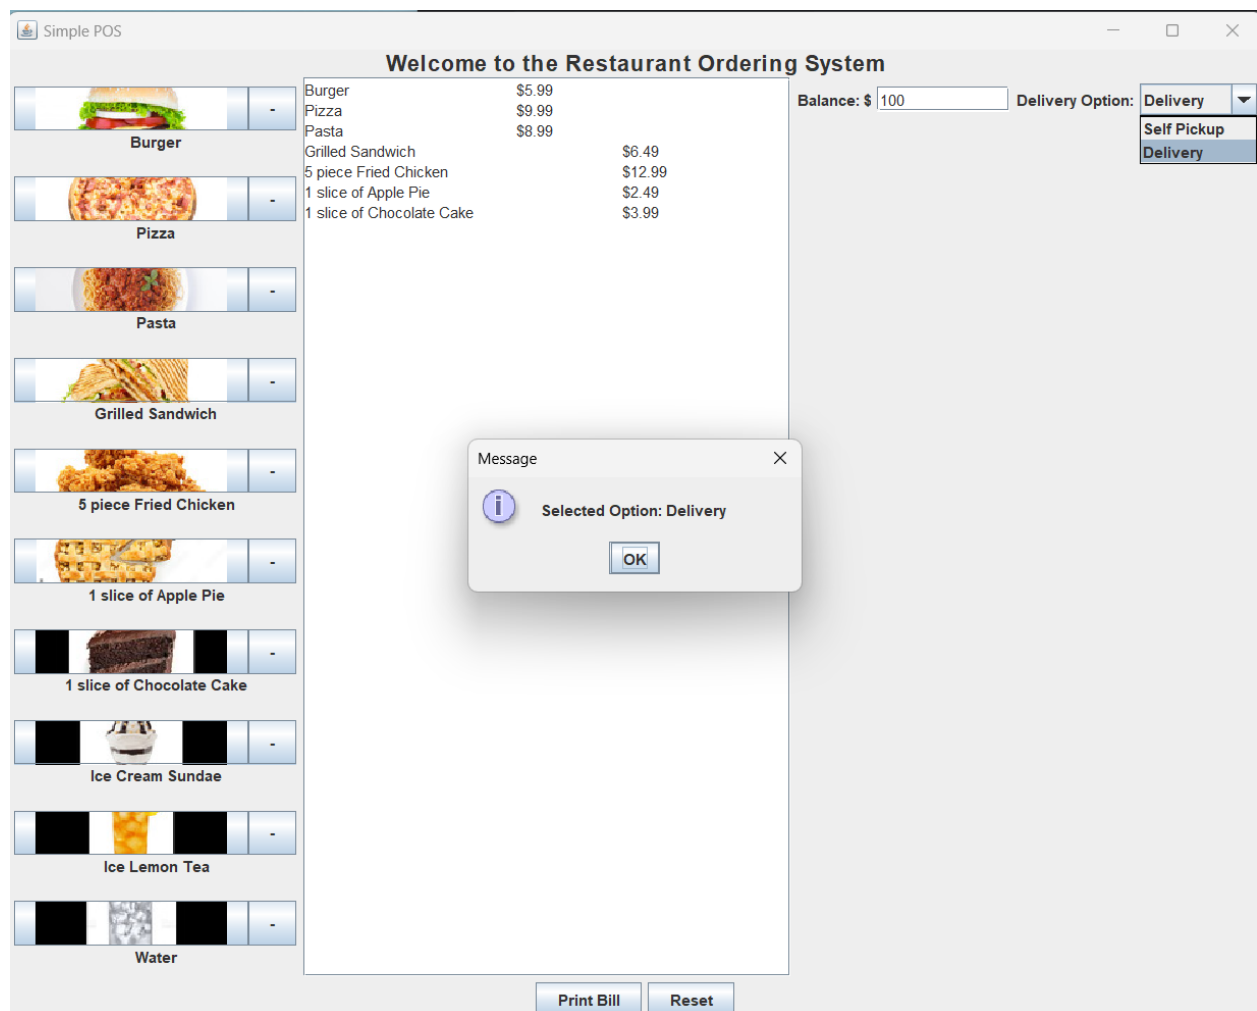 Simple POS
Welcome to the Restaurant Ordering System
-
Burger
-
Pizza
-
Pasta
-
Grilled Sandwich
-
5 piece Fried Chicken
-
1 slice of Apple Pie
-
1 slice of Chocolate Cake
-
Ice Cream Sundae
-
Ice Lemon Tea
-
Water
Burger $5.99
Pizza $9.99
Pasta $8.99
Grilled Sandwich $6.49
5 piece Fried Chicken $12.99
1 slice of Apple Pie $2.49
1 slice of Chocolate Cake $3.99
Balance: $ 100 Delivery Option: Delivery
Self Pickup
Delivery
Message
i Selected Option: Delivery
OK
Print Bill Reset